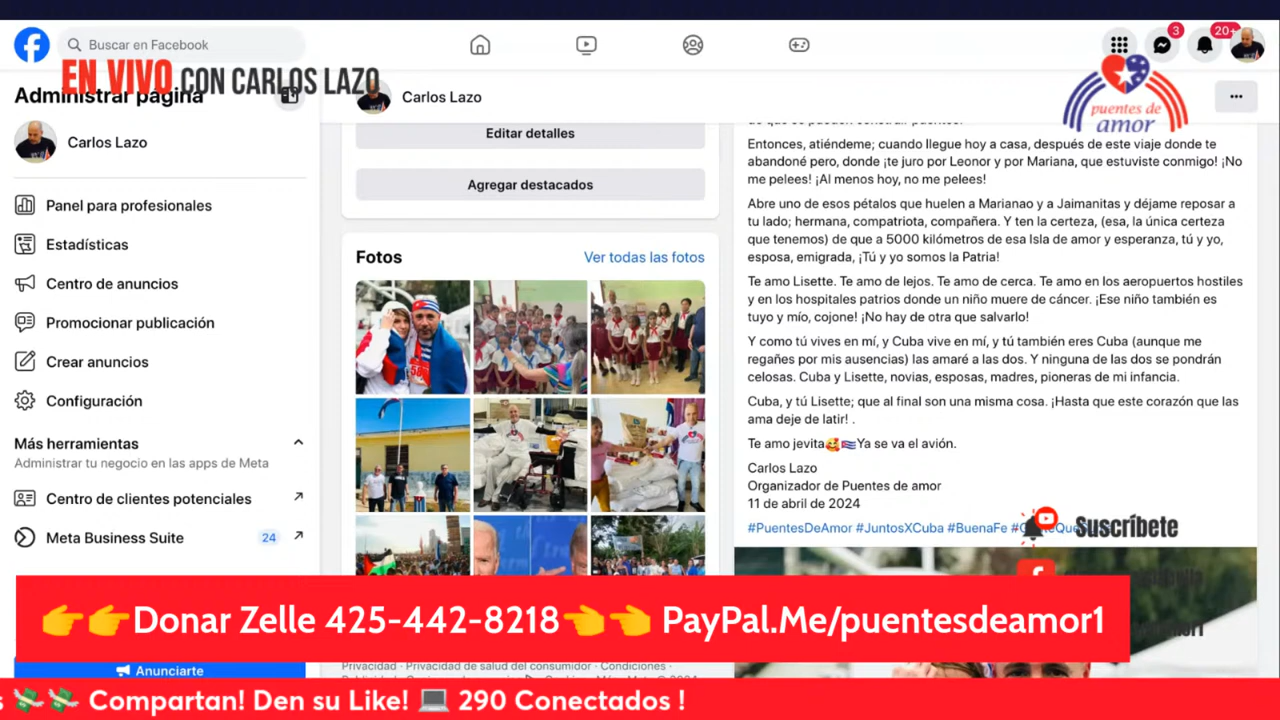 Buscar en Facebook
3
20+
EN VIVO CON CARLOS LAZO
Administrar página
Carlos Lazo
puentes de
amor
Carlos Lazo
Panel para profesionales
Estadísticas
Centro de anuncios
Promocionar publicación
Crear anuncios
Configuración
Más herramientas
Administrar tu negocio en las apps de Meta
Centro de clientes potenciales
Meta Business Suite
24
Anunciarte
Editar detalles
Agregar destacados
Fotos
Ver todas las fotos
Privacidad · Privacidad de salud del consumidor · Condiciones ·
Entonces, atiéndeme; cuando llegue hoy a casa, después de este viaje donde te
abandoné pero, donde ¡te juro por Leonor y por Mariana, que estuviste conmigo! ¡No
me pelees! ¡Al menos hoy, no me pelees!
Abre uno de esos pétalos que huelen a Marianao y a Jaimanitas y déjame reposar a
tu lado; hermana, compatriota, compañera. Y ten la certeza, (esa, la única certeza
que tenemos) de que a 5000 kilómetros de esa Isla de amor y esperanza, tú y yo,
esposa, emigrada, ¡Tú y yo somos la Patria!
Te amo Lisette. Te amo de lejos. Te amo de cerca. Te amo en los aeropuertos hostiles
y en los hospitales patrios donde un niño muere de cáncer. ¡Ese niño también es
tuyo y mío, cojone! ¡No hay de otra que salvarlo!
Y como tú vives en mí, y Cuba vive en mí, y tú también eres Cuba (aunque me
regañes por mis ausencias) las amaré a las dos. Y ninguna de las dos se pondrán
celosas. Cuba y Lisette, novias, esposas, madres, pioneras de mi infancia.
Cuba, y tú Lisette; que al final son una misma cosa. ¡Hasta que este corazón que las
ama deje de latir! .
Te amo jevita🥰🇨🇺Ya se va el avión.
Carlos Lazo
Organizador de Puentes de amor
11 de abril de 2024
#PuentesDeAmor #JuntosXCuba #BuenaFe
Suscríbete
👉👉Donar Zelle 425-442-8218👈👈 PayPal.Me/puentesdeamor1
💸💸 Compartan! Den su Like! 💻 290 Conectados !